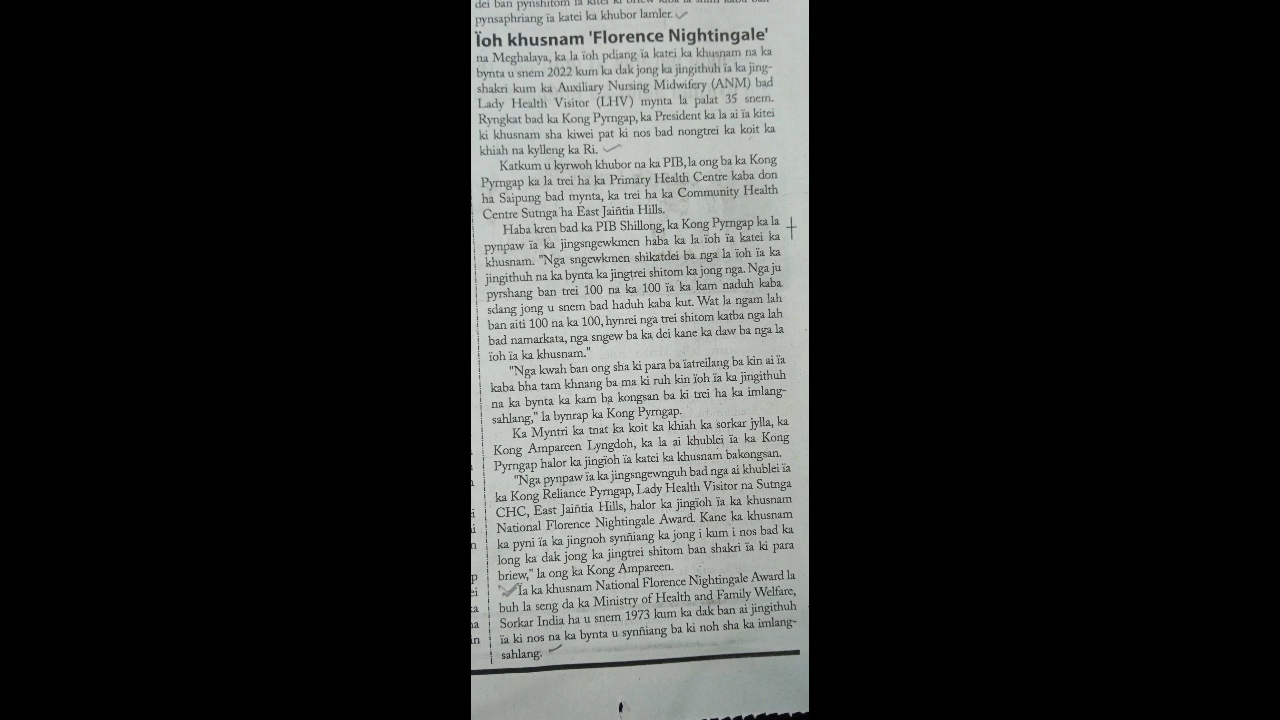 pynsaphriang ïa katei ka khubor lamler.
Ïoh khusnam 'Florence Nightingale'
na Meghalaya, ka la ïoh pdiang ïa katei ka khusnam na ka
bynta u snem 2022 kum ka dak jong ka jingithuh ïa ka jing-
shakri kum ka Auxiliary Nursing Midwifery (ANM) bad
Lady Health Visitor (LHV) mynta la palat 35 snem.
Ryngkat bad ka Kong Pyrngap, ka President ka la ai ïa kitei
ki khusnam sha kiwei pat ki nos bad nongtrei ka koit ka
khiah na kylleng ka Ri.
Katkum u kyrwoh khubor na ka PIB, la ong ba ka Kong
Pyrngap ka la trei ha ka Primary Health Centre kaba don
ha Saipung bad mynta, ka trei ha ka Community Health
Centre Sutnga ha East Jaiñtia Hills.
Haba kren bad ka PIB Shillong, ka Kong Pyrngap ka la
pynpaw ïa ka jingsngewkmen haba ka la ïoh ïa katei ka
khusnam. "Nga sngewkmen shikatdei ba nga la ïoh ïa ka
jingithuh na ka bynta ka jingtrei shitom ka jong nga. Nga ju
pyrshang ban trei 100 na ka 100 ïa ka kam naduh kaba
sdang jong u snem bad haduh kaba kut. Wat la ngam lah
ban aiti 100 na ka 100, hynrei nga trei shitom katba nga lah
bad namarkata, nga sngew ba ka dei kane ka daw ba nga la
ïoh ïa ka khusnam."
"Nga kwah ban ong sha ki para ba ïatreilang ba kin ai ïa
kaba bha tam khnang ba ma ki ruh kin ïoh ïa ka jingithuh
na ka bynta ka kam ba kongsan ba ki trei ha ka imlang-
sahlang," la bynrap ka Kong Pyrngap.
Ka Myntri ka tnat ka koit ka khiah ka sorkar jylla, ka
Kong Ampareen Lyngdoh, ka la ai khublei ïa ka Kong
Pyrngap halor ka jingïoh ïa katei ka khusnam bakongsan.
"Nga pynpaw ïa ka jingsngewnguh bad nga ai khublei ïa
ka Kong Reliance Pyrngap, Lady Health Visitor na Sutnga
CHC, East Jaiñtia Hills, halor ka jingïoh ïa ka khusnam
National Florence Nightingale Award. Kane ka khusnam
ka pyni ïa ka jingnoh synñiang ka jong i kum i nos bad ka
long ka dak jong ka jingtrei shitom ban shakri ïa ki para
briew," la ong ka Kong Ampareen.
Ïa ka khusnam National Florence Nightingale Award la
buh la seng da ka Ministry of Health and Family Welfare,
Sorkar India ha u snem 1973 kum ka dak ban ai jingithuh
ïa ki nos na ka bynta u synñiang ba ki noh sha ka imlang-
sahlang.